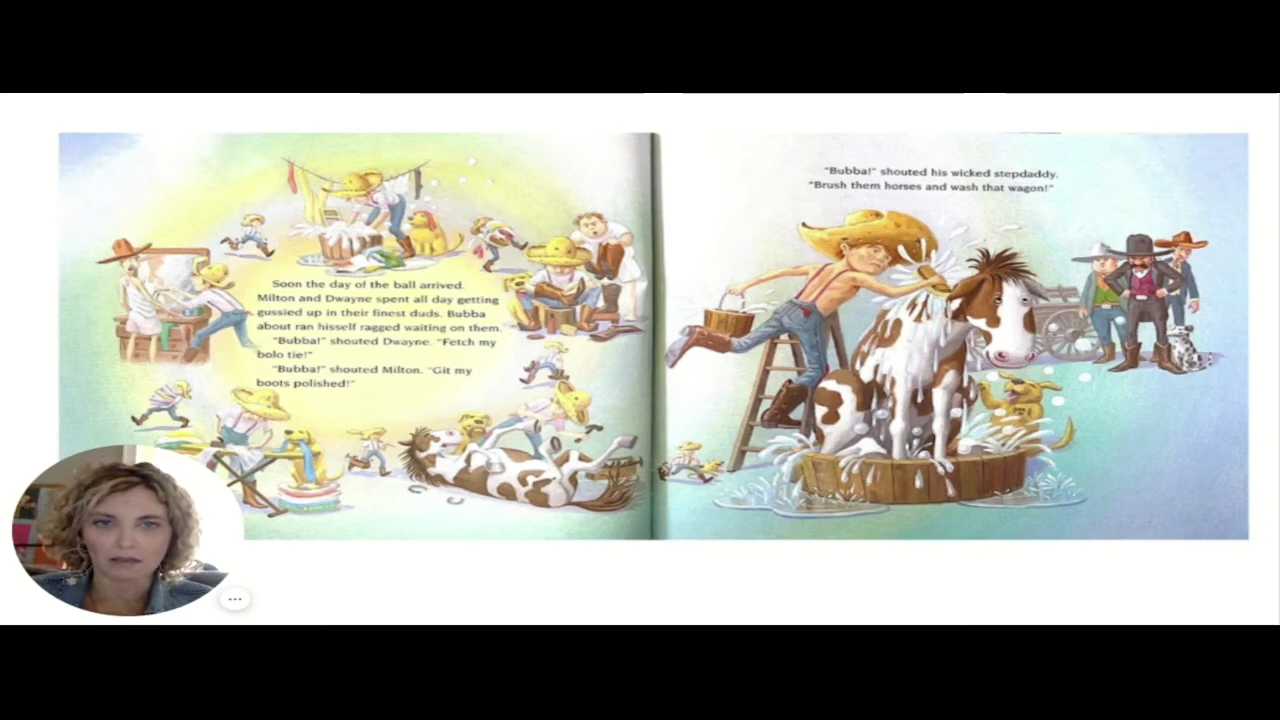 Soon the day of the ball arrived.
Milton and Dwayne spent all day getting
gussied up in their finest duds. Bubba
about ran hisself ragged waiting on them.
"Bubba!" shouted Dwayne. "Fetch my
bolo tie!"
"Bubba!" shouted Milton. "Git my
boots polished!"
"Bubba!" shouted his wicked stepdaddy.
"Brush them horses and wash that wagon!"